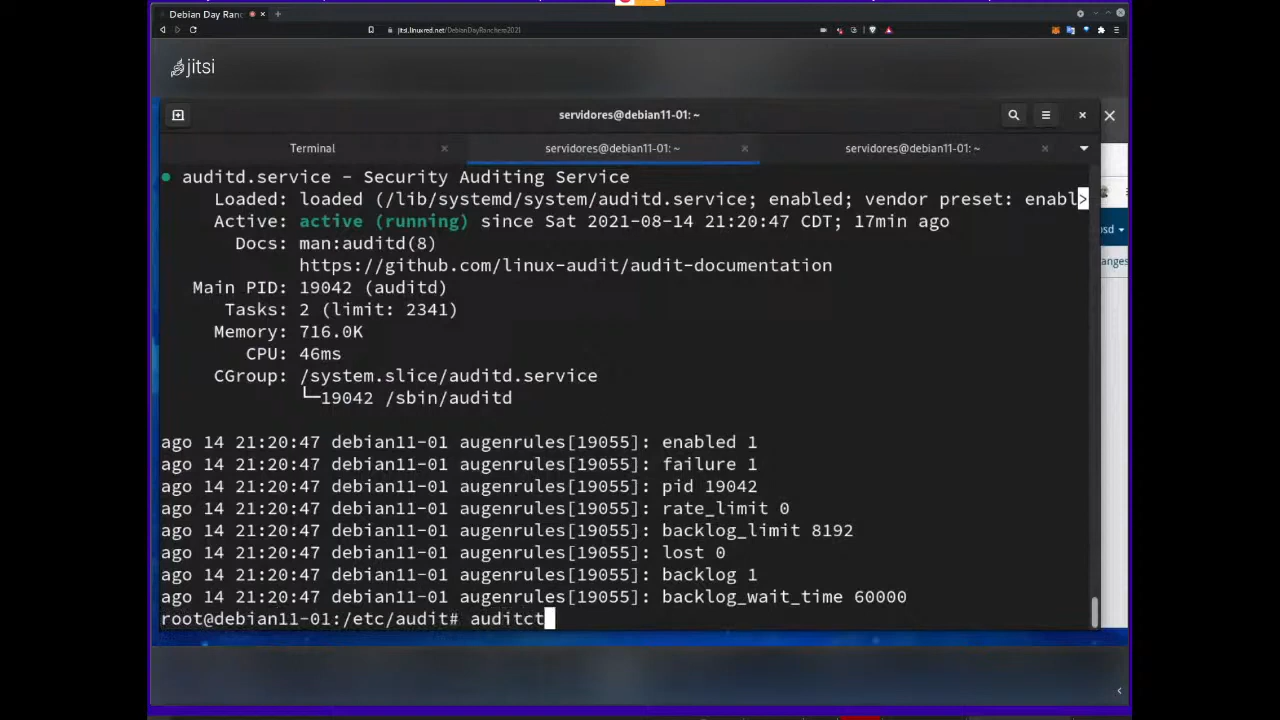 Debian Day Ranc
jitsi.linuxred.net/DebianDayRanchero2021
jitsi
servidores@debian11-01: ~
Terminal
servidores@debian11-01: ~
servidores@debian11-01: ~
● auditd.service - Security Auditing Service
Loaded: loaded (/lib/systemd/system/auditd.service; enabled; vendor preset: enabl>
Active: active (running) since Sat 2021-08-14 21:20:47 CDT; 17min ago
Docs: man:auditd(8)
https://github.com/linux-audit/audit-documentation
Main PID: 19042 (auditd)
Tasks: 2 (limit: 2341)
Memory: 716.0K
CPU: 46ms
CGroup: /system.slice/auditd.service
└─19042 /sbin/auditd
ago 14 21:20:47 debian11-01 augenrules[19055]: enabled 1
ago 14 21:20:47 debian11-01 augenrules[19055]: failure 1
ago 14 21:20:47 debian11-01 augenrules[19055]: pid 19042
ago 14 21:20:47 debian11-01 augenrules[19055]: rate_limit 0
ago 14 21:20:47 debian11-01 augenrules[19055]: backlog_limit 8192
ago 14 21:20:47 debian11-01 augenrules[19055]: lost 0
ago 14 21:20:47 debian11-01 augenrules[19055]: backlog 1
ago 14 21:20:47 debian11-01 augenrules[19055]: backlog_wait_time 60000
root@debian11-01:/etc/audit# auditct